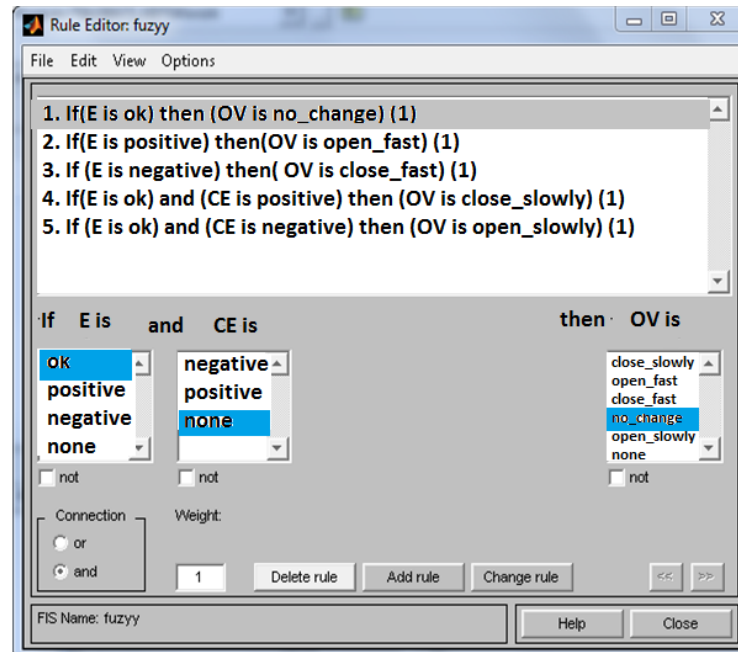 Rule Editor: fuzyy
File Edit View Options
1. If(E is ok) then (OV is no_change) (1)
2. If(E is positive) then(OV is open_fast) (1)
3. If (E is negative) then( OV is close_fast) (1)
4. If(E is ok) and (CE is positive) then (OV is close_slowly) (1)
5. If (E is ok) and (CE is negative) then (OV is open_slowly) (1)
If E is and CE is then OV is
ok
positive
negative
none
negative
positive
none
close_slowly
open_fast
close_fast
no_change
open_slowly
none
not
not
not
Connection
or
and
Weight:
1
Delete rule
Add rule
Change rule
<<
>>
FIS Name: fuzyy
Help
Close